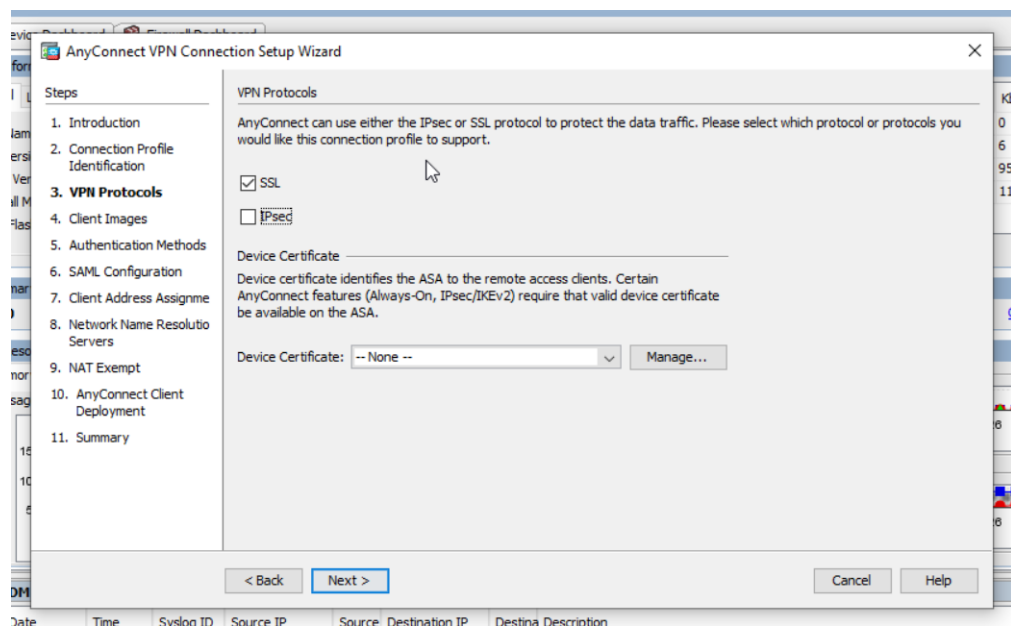 AnyConnect VPN Connection Setup Wizard
Steps
1. Introduction
2. Connection Profile
Identification
3. VPN Protocols
4. Client Images
5. Authentication Methods
6. SAML Configuration
7. Client Address Assignme
8. Network Name Resolutio
Servers
9. NAT Exempt
10. AnyConnect Client
Deployment
11. Summary
VPN Protocols
AnyConnect can use either the IPsec or SSL protocol to protect the data traffic. Please select which protocol or protocols you
would like this connection profile to support.
SSL
IPsec
Device Certificate
Device certificate identifies the ASA to the remote access clients. Certain
AnyConnect features (Always-On, IPsec/IKEv2) require that valid device certificate
be available on the ASA.
Device Certificate: -- None -- Manage...
< Back Next > Cancel Help
Date Time Syslog ID Source IP Source Destination IP Destina Description